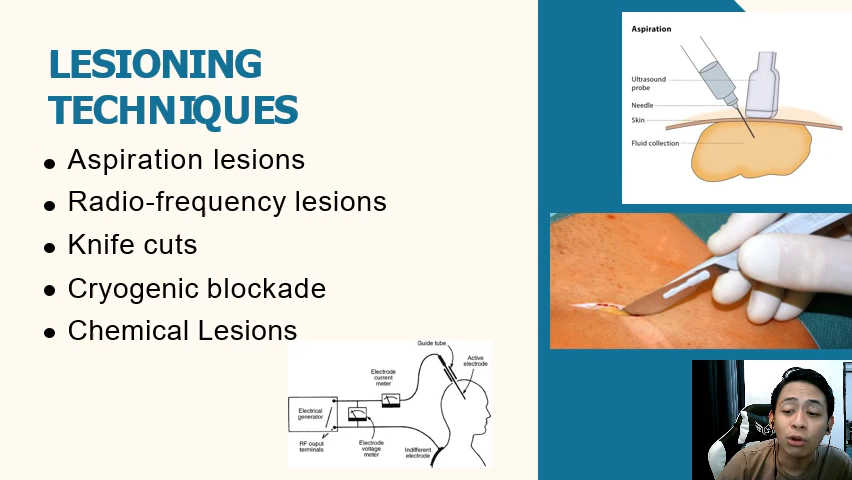 LESIONING
TECHNIQUES
Aspiration lesions
Radio-frequency lesions
Knife cuts
Cryogenic blockade
Chemical Lesions
Aspiration
Ultrasound
probe
Needle
Skin
Fluid collection
Guide tube
Active
electrode
Electrode
current
meter
Electrical
generator
RF ouput
terminals
Electrode
voltage
meter
Indifferent
electrode